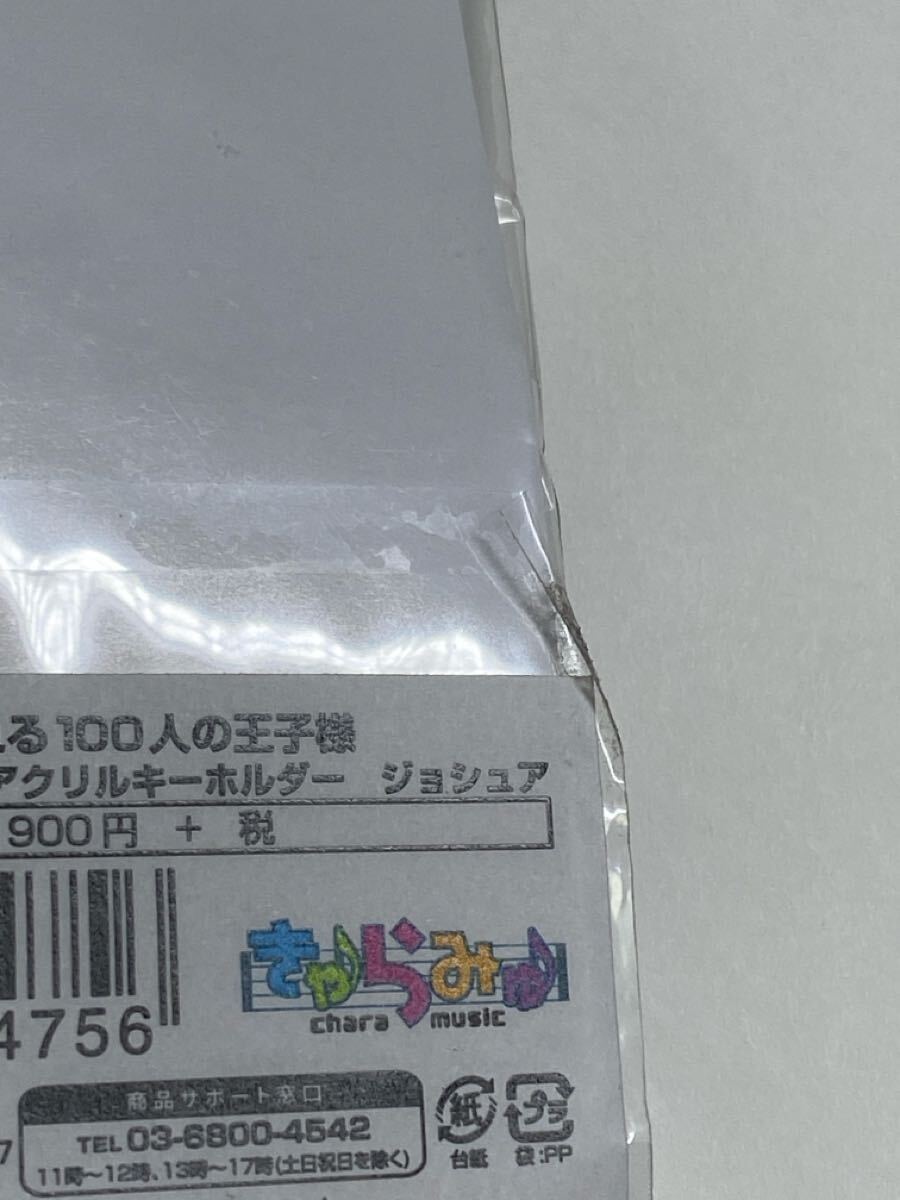 る100人の王子様
アクリルキーホルダー ジョシュア
900円 + 税
きゃらみゅ
chara music
4756
商品サポート窓口
TEL 03-6800-4542
11時～12時、13時～17時(土日祝日を除く)
7
紙
プラ
台紙
袋:PP